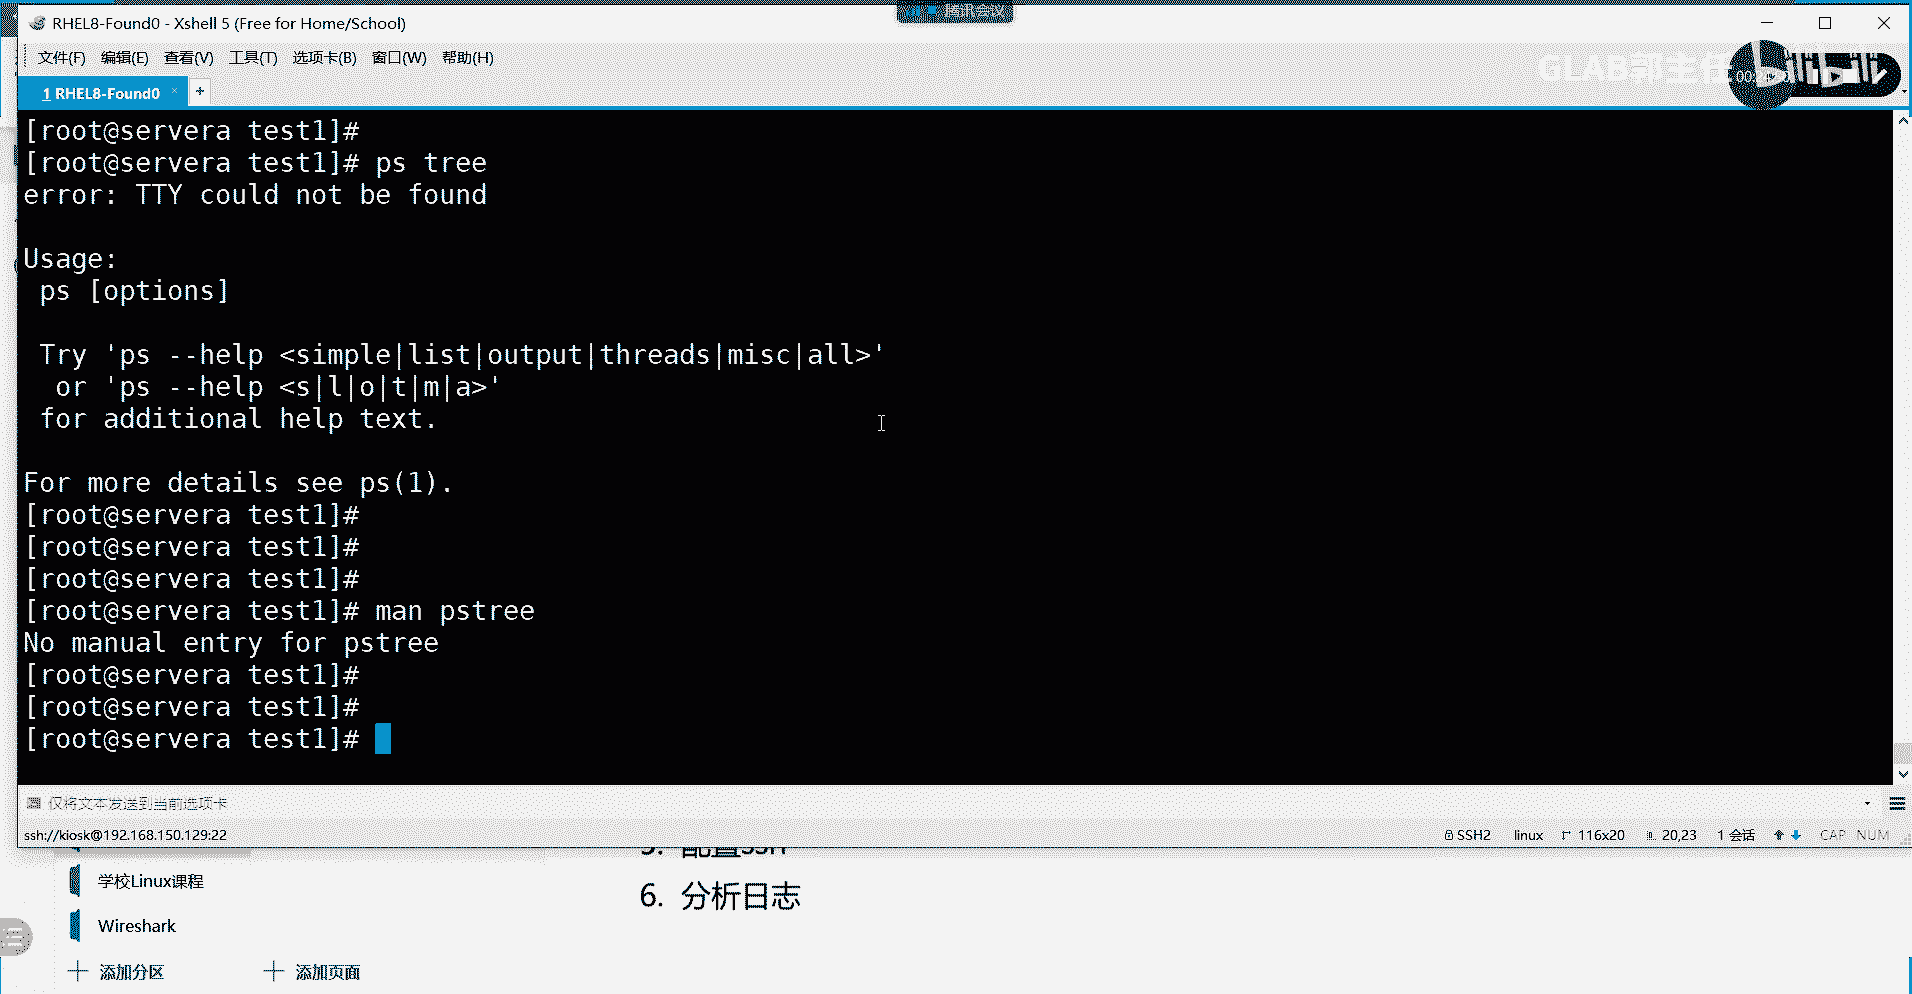 腾讯会议
RHEL8-Found0 - Xshell 5 (Free for Home/School)
文件(F) 编辑(E) 查看(V) 工具(T) 选项卡(B) 窗口(W) 帮助(H)
GLAB郭主任
bilibili
1 RHEL8-Found0 × +
[root@servera test1]#
[root@servera test1]# ps tree
error: TTY could not be found
Usage:
ps [options]
Try 'ps --help <simple|list|output|threads|misc|all>'
or 'ps --help <s|l|o|t|m|a>'
for additional help text.
For more details see ps(1).
[root@servera test1]#
[root@servera test1]#
[root@servera test1]#
[root@servera test1]# man pstree
No manual entry for pstree
[root@servera test1]#
[root@servera test1]#
[root@servera test1]#
仅将文本发送到当前选项卡
ssh://kiosk@192.168.150.129:22 SSH2 linux 116x20 20,23 1 会话 CAP NUM
5. 配置ssh
6. 分析日志
学校Linux课程
Wireshark
添加分区 添加页面